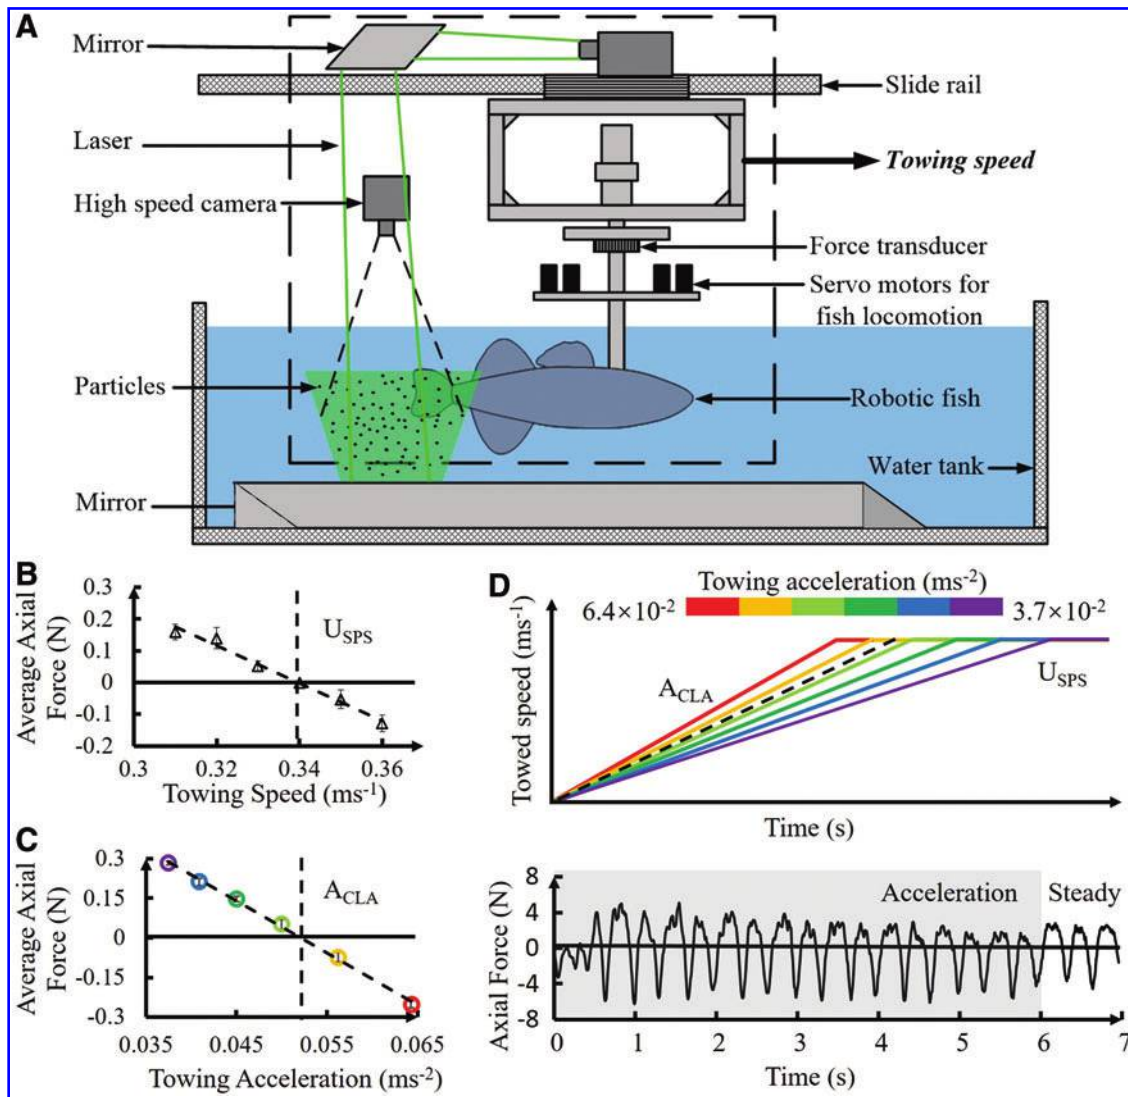 A
Mirror
Slide rail
Laser
Towing speed
High speed camera
Force transducer
Servo motors for
fish locomotion
Particles
Robotic fish
Water tank
Mirror
B
Average Axial
Force (N)
0.3
0.2
0.1
0
-0.1
-0.2
U_SPS
0.3
0.32
0.34
0.36
Towing Speed (ms⁻¹)
C
Average Axial
Force (N)
0.3
0.15
0
-0.15
-0.3
A_CLA
0.035
0.045
0.055
0.065
Towing Acceleration (ms⁻²)
D
Towing acceleration (ms⁻²)
6.4×10⁻²
3.7×10⁻²
Towed speed (ms⁻¹)
A_CLA
U_SPS
Time (s)
Axial Force (N)
8
4
0
-4
-8
Acceleration
Steady
0
1
2
3
4
5
6
7
Time (s)